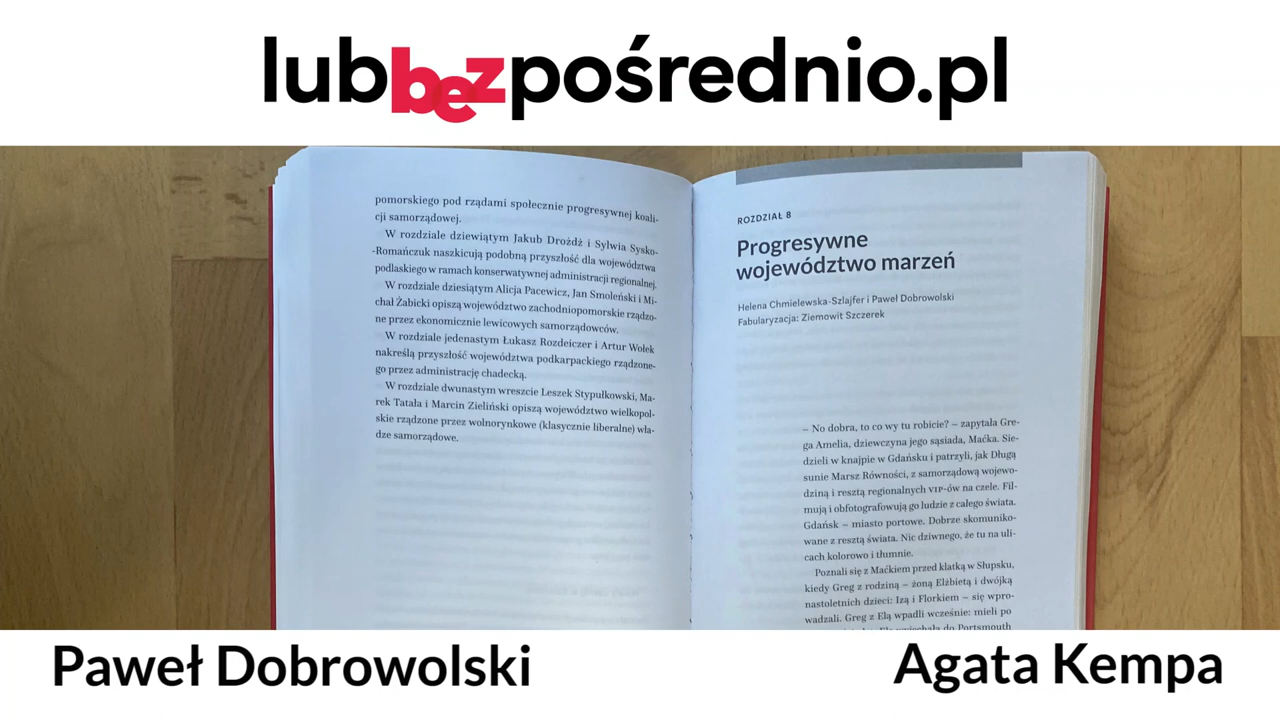 lubbezpośrednio.pl
pomorskiego pod rządami społecznie progresywnej koali-
cji samorządowej.
W rozdziale dziewiątym Jakub Drożdż i Sylwia Sysko-
-Romańczuk naszkicują podobną przyszłość dla województwa
podlaskiego w ramach konserwatywnej administracji regionalnej.
W rozdziale dziesiątym Alicja Pacewicz, Jan Smoleński i Mi-
chał Żabicki opiszą województwo zachodniopomorskie rządzo-
ne przez ekonomicznie lewicowych samorządowców.
W rozdziale jedenastym Łukasz Rozdeiczer i Artur Wołek
nakreślą przyszłość województwa podkarpackiego rządzone-
go przez administrację chadecką.
W rozdziale dwunastym wreszcie Leszek Stypułkowski, Ma-
rek Tatała i Marcin Zieliński opiszą województwo wielkopol-
skie rządzone przez wolnorynkowe (klasycznie liberalne) wła-
dze samorządowe.
ROZDZIAŁ 8
Progresywne
województwo marzeń
Helena Chmielewska-Szlajfer i Paweł Dobrowolski
Fabularyzacja: Ziemowit Szczerek
– No dobra, to co wy tu robicie? – zapytała Gre-
ga Amelia, dziewczyna jego sąsiada, Maćka. Sie-
dzieli w knajpie w Gdańsku i patrzyli, jak Długą
sunie Marsz Równości, z samorządową wojewo-
dziną i resztą regionalnych VIP-ów na czele. Fil-
mują i obfotografowują go ludzie z całego świata.
Gdańsk – miasto portowe. Dobrze skomuniko-
wane z resztą świata. Nic dziwnego, że tu na uli-
cach kolorowo i tłumnie.
Poznali się z Maćkiem przed klatką w Słupsku,
kiedy Greg z rodziną – żoną Elżbietą i dwójką
nastoletnich dzieci: Izą i Florkiem – się wpro-
wadzali. Greg z Elą wpadli wcześnie: mieli po
Elą wyjechała do Portsmouth
Paweł Dobrowolski
Agata Kempa